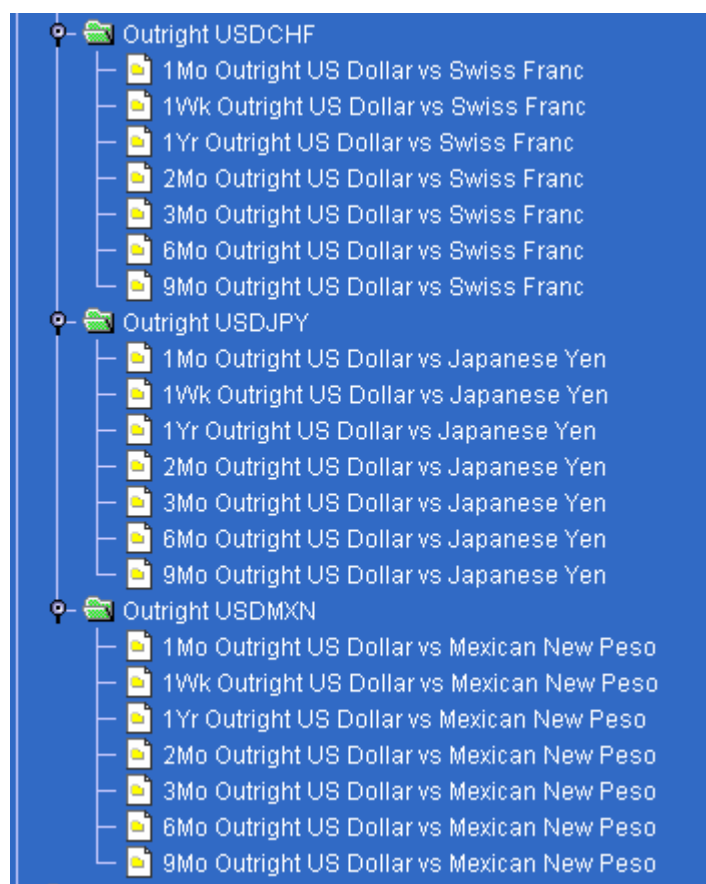 Outright USDCHF
1Mo Outright US Dollar vs Swiss Franc
1Wk Outright US Dollar vs Swiss Franc
1Yr Outright US Dollar vs Swiss Franc
2Mo Outright US Dollar vs Swiss Franc
3Mo Outright US Dollar vs Swiss Franc
6Mo Outright US Dollar vs Swiss Franc
9Mo Outright US Dollar vs Swiss Franc
Outright USDJPY
1Mo Outright US Dollar vs Japanese Yen
1Wk Outright US Dollar vs Japanese Yen
1Yr Outright US Dollar vs Japanese Yen
2Mo Outright US Dollar vs Japanese Yen
3Mo Outright US Dollar vs Japanese Yen
6Mo Outright US Dollar vs Japanese Yen
9Mo Outright US Dollar vs Japanese Yen
Outright USDMXN
1Mo Outright US Dollar vs Mexican New Peso
1Wk Outright US Dollar vs Mexican New Peso
1Yr Outright US Dollar vs Mexican New Peso
2Mo Outright US Dollar vs Mexican New Peso
3Mo Outright US Dollar vs Mexican New Peso
6Mo Outright US Dollar vs Mexican New Peso
9Mo Outright US Dollar vs Mexican New Peso